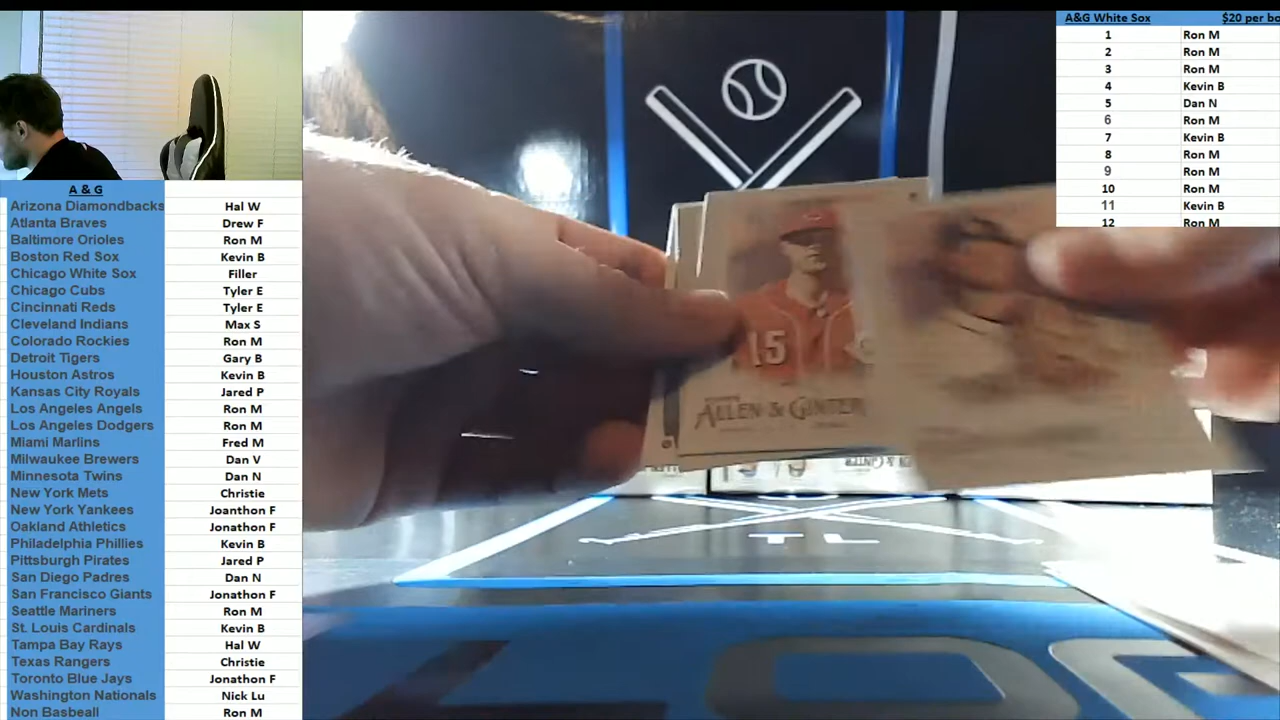 A & G
Arizona Diamondbacks Hal W
Atlanta Braves Drew F
Baltimore Orioles Ron M
Boston Red Sox Kevin B
Chicago White Sox Filler
Chicago Cubs Tyler E
Cincinnati Reds Tyler E
Cleveland Indians Max S
Colorado Rockies Ron M
Detroit Tigers Gary B
Houston Astros Kevin B
Kansas City Royals Jared P
Los Angeles Angels Ron M
Los Angeles Dodgers Ron M
Miami Marlins Fred M
Milwaukee Brewers Dan V
Minnesota Twins Dan N
New York Mets Christie
New York Yankees Joanthon F
Oakland Athletics Jonathon F
Philadelphia Phillies Kevin B
Pittsburgh Pirates Jared P
San Diego Padres Dan N
San Francisco Giants Jonathon F
Seattle Mariners Ron M
St. Louis Cardinals Kevin B
Tampa Bay Rays Hal W
Texas Rangers Christie
Toronto Blue Jays Jonathon F
Washington Nationals Nick Lu
Non Basbeall Ron M
15
ALLEN & GINTER
TL
A&G White Sox $20 per bo
1 Ron M
2 Ron M
3 Ron M
4 Kevin B
5 Dan N
6 Ron M
7 Kevin B
8 Ron M
9 Ron M
10 Ron M
11 Kevin B
12 Ron M